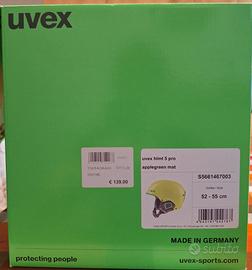 uvex
uvex hlmt 5 pro
applegreen mat
S5661467003
52 - 55 cm
€ 139.00
MADE IN GERMANY
protecting people
uvex-sports.com
subito